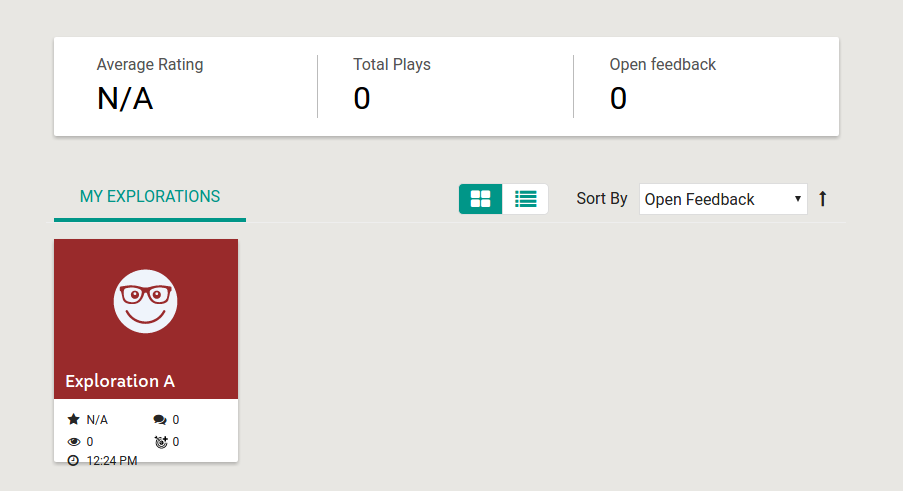 Average Rating
N/A
Total Plays
0
Open feedback
0
MY EXPLORATIONS
Sort By
Open Feedback
Exploration A
N/A
0
0
0
12:24 PM